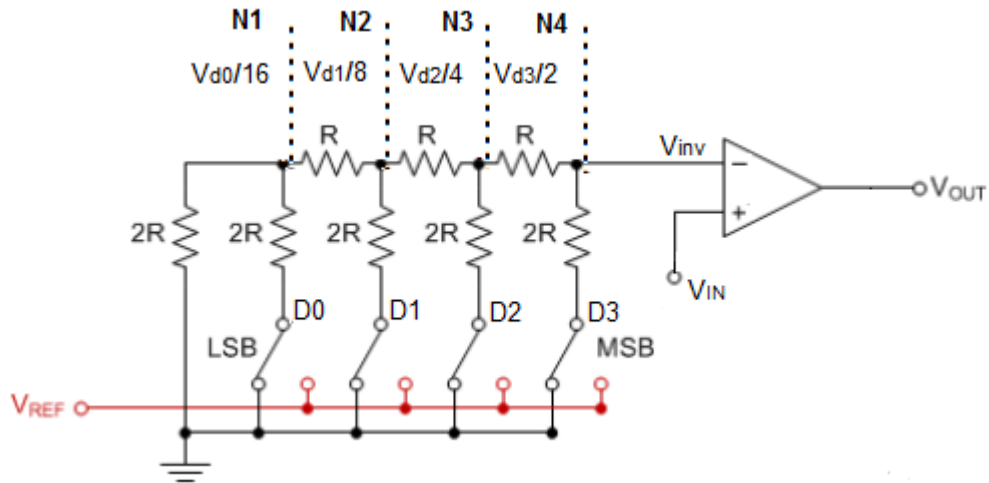 N1 N2 N3 N4
Vd0/16 Vd1/8 Vd2/4 Vd3/2
R R R
Vinv
−
+
VOUT
VIN
2R 2R 2R 2R 2R
D0 D1 D2 D3
LSB MSB
VREF